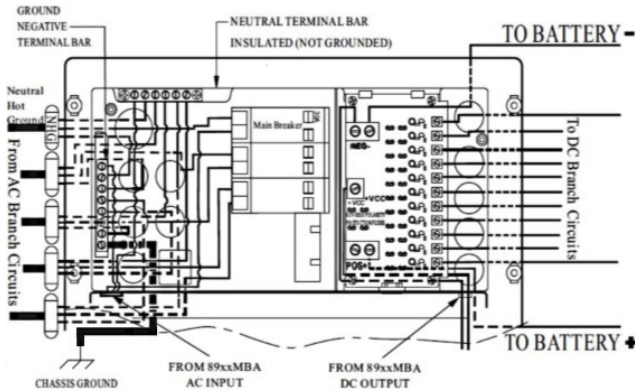 GROUND
NEGATIVE
TERMINAL BAR
NEUTRAL TERMINAL BAR
INSULATED (NOT GROUNDED)
TO BATTERY -
Neutral
Hot
Ground
NHG
Main Breaker
NEG-
To DC Branch Circuits
From AC Branch Circuits
+VCC
+VCC
POS+
TO BATTERY +
FROM 89xxMBA
AC INPUT
FROM 89xxMBA
DC OUTPUT
CHASSIS GROUND